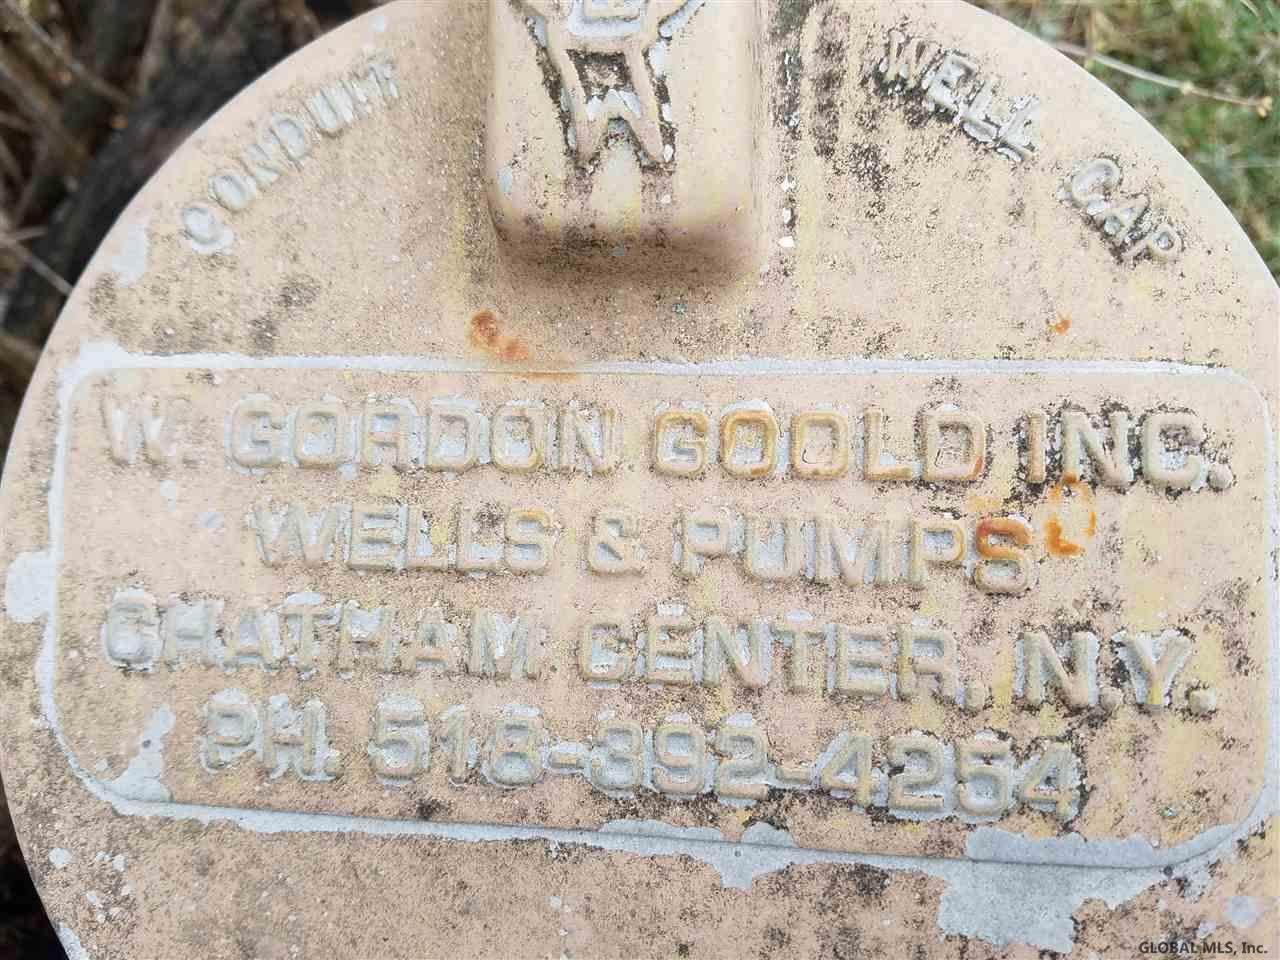 CONDUIT
WELL CAP
W. GORDON GOOLD INC.
WELLS & PUMPS
CHATHAM CENTER, N.Y.
PH. 518-392-4254
GLOBAL MLS, Inc.